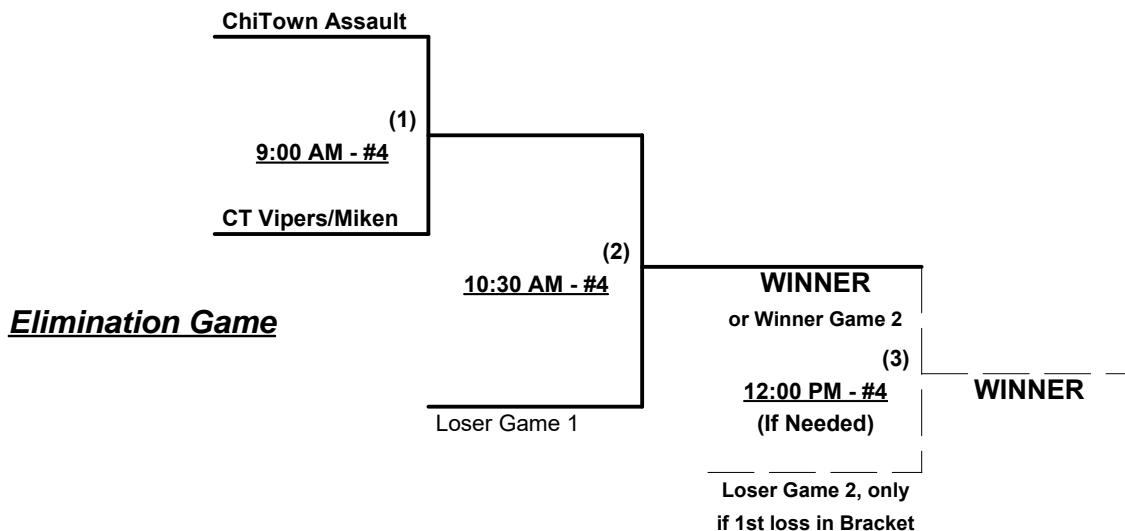 ChiTown Assault
(1)
9:00 AM - #4
CT Vipers/Miken
(2)
10:30 AM - #4
WINNER
or Winner Game 2
Elimination Game
(3)
12:00 PM - #4
WINNER
(If Needed)
Loser Game 1
Loser Game 2, only
if 1st loss in Bracket